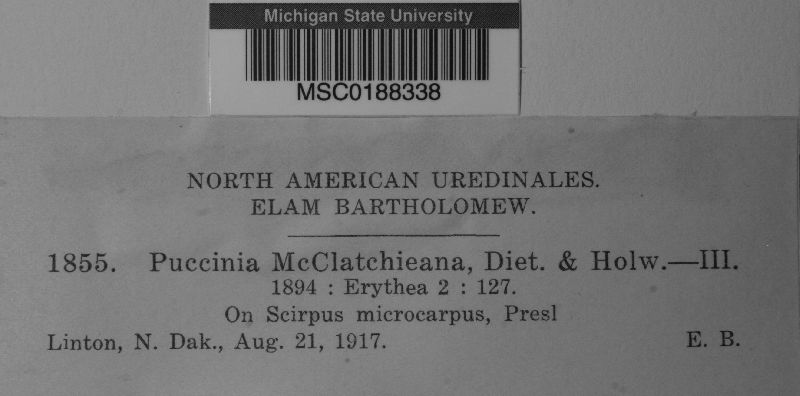 Michigan State University
MSC0188338
NORTH AMERICAN UREDINALES.
ELAM BARTHOLOMEW.
1855. Puccinia McClatchieana, Diet. & Holw.—III.
1894 : Erythea 2 : 127.
On Scirpus microcarpus, Presl
Linton, N. Dak., Aug. 21, 1917. E. B.